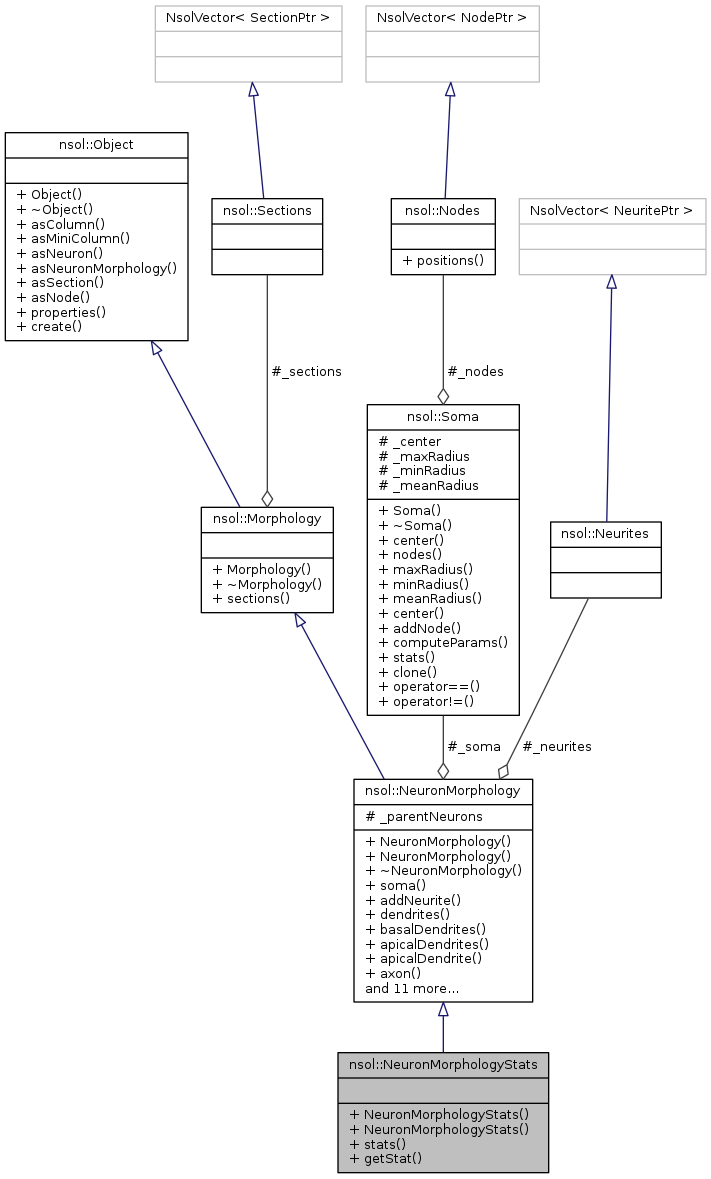 NsolVector< SectionPtr >
NsolVector< NodePtr >
nsol::Object
+ Object()
+ ~Object()
+ asColumn()
+ asMiniColumn()
+ asNeuron()
+ asNeuronMorphology()
+ asSection()
+ asNode()
+ properties()
+ create()
nsol::Sections
nsol::Nodes
+ positions()
NsolVector< NeuritePtr >
#_sections
#_nodes
nsol::Soma
# _center
# _maxRadius
# _minRadius
# _meanRadius
+ Soma()
+ ~Soma()
+ center()
+ nodes()
+ maxRadius()
+ minRadius()
+ meanRadius()
+ center()
+ addNode()
+ computeParams()
+ stats()
+ clone()
+ operator==()
+ operator!=()
nsol::Morphology
+ Morphology()
+ ~Morphology()
+ sections()
nsol::Neurites
#_soma
#_neurites
nsol::NeuronMorphology
# _parentNeurons
+ NeuronMorphology()
+ NeuronMorphology()
+ ~NeuronMorphology()
+ soma()
+ addNeurite()
+ dendrites()
+ basalDendrites()
+ apicalDendrites()
+ apicalDendrite()
+ axon()
and 11 more...
nsol::NeuronMorphologyStats
+ NeuronMorphologyStats()
+ NeuronMorphologyStats()
+ stats()
+ getStat()